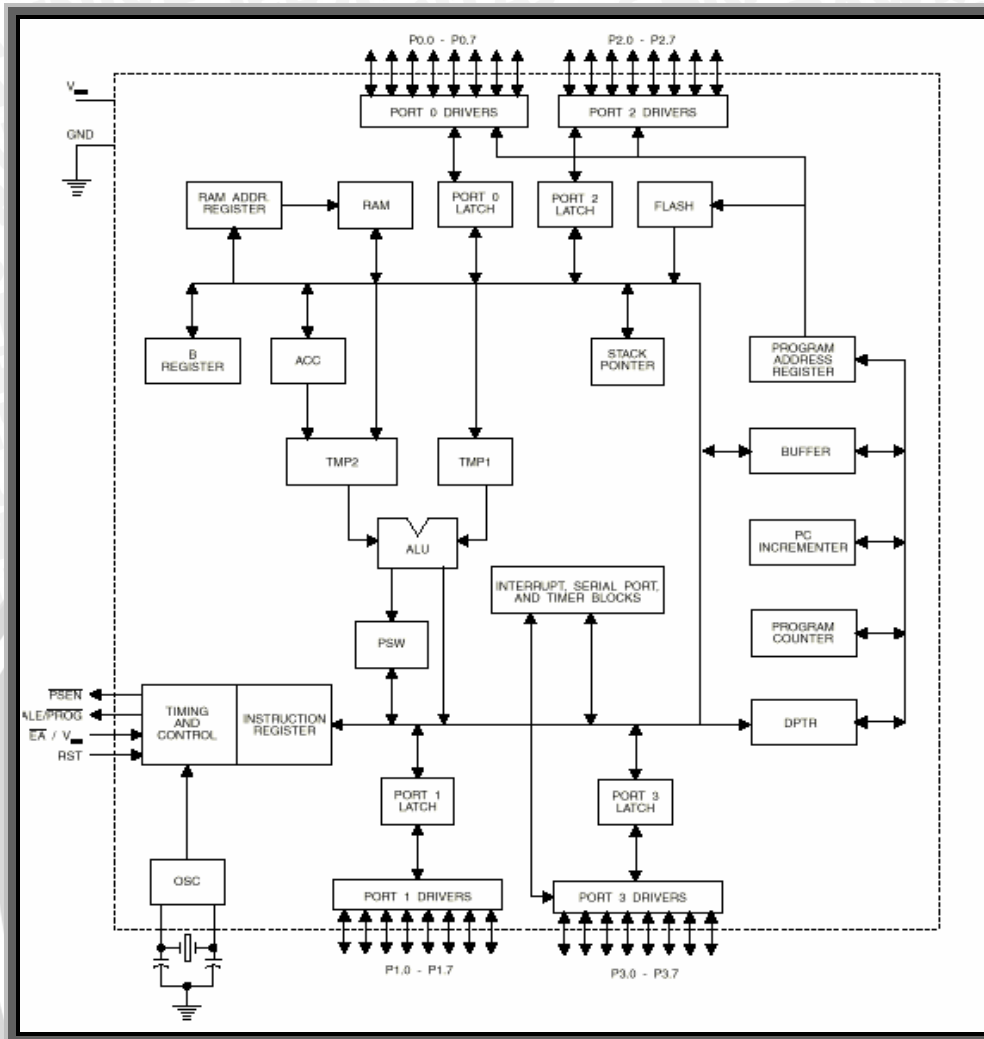 P0.0 - P0.7
P2.0 - P2.7
V
GND
PORT 0 DRIVERS
PORT 2 DRIVERS
RAM ADDR.
REGISTER
RAM
PORT 0
LATCH
PORT 2
LATCH
FLASH
B
REGISTER
ACC
STACK
POINTER
PROGRAM
ADDRESS
REGISTER
TMP2
TMP1
BUFFER
ALU
PC
INCREMENTER
INTERRUPT, SERIAL PORT,
AND TIMER BLOCKS
PSW
PROGRAM
COUNTER
PSEN
ALE/PROG
EA / V
RST
TIMING
AND
CONTROL
INSTRUCTION
REGISTER
DPTR
PORT 1
LATCH
PORT 3
LATCH
OSC
PORT 1 DRIVERS
PORT 3 DRIVERS
P1.0 - P1.7
P3.0 - P3.7